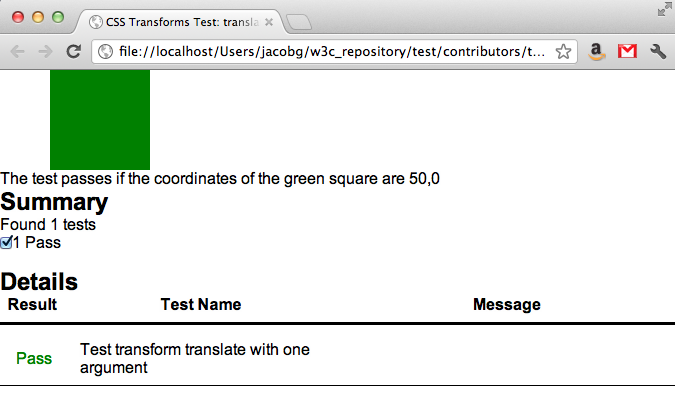 CSS Transforms Test: transla
file://localhost/Users/jacobg/w3c_repository/test/contributors/t...
The test passes if the coordinates of the green square are 50,0
Summary
Found 1 tests
1 Pass
Details
Result Test Name Message
Pass Test transform translate with one
argument